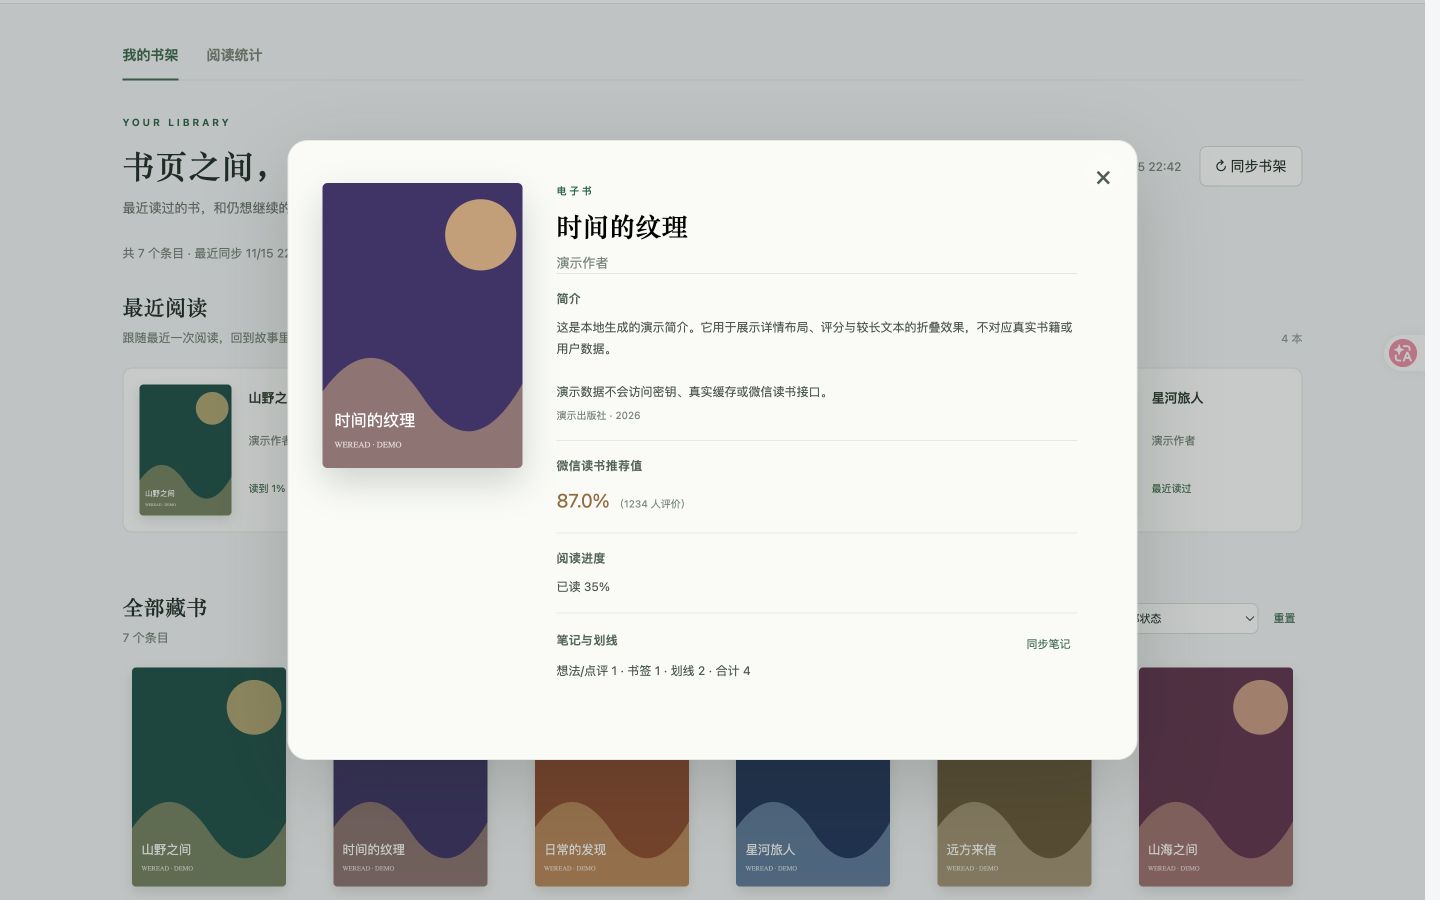 我的书架 阅读统计
YOUR LIBRARY
书页之间，
最近读过的书，和仍想继续的
共 7 个条目 · 最近同步 11/15 22
5 22:42
同步书架
最近阅读
跟随最近一次阅读，回到故事里
4 本
山野之
演示作者
读到 1%
山野之间
WEREAD · DEMO
星河旅人
演示作者
最近读过
全部藏书
7 个条目
状态
重置
时间的纹理
WEREAD · DEMO
电子书
时间的纹理
演示作者
简介
这是本地生成的演示简介。它用于展示详情布局、评分与较长文本的折叠效果，不对应真实书籍或
用户数据。
演示数据不会访问密钥、真实缓存或微信读书接口。
演示出版社 · 2026
微信读书推荐值
87.0% （1234 人评价）
阅读进度
已读 35%
笔记与划线
同步笔记
想法/点评 1 · 书签 1 · 划线 2 · 合计 4
山野之间
WEREAD · DEMO
时间的纹理
WEREAD · DEMO
日常的发现
WEREAD · DEMO
星河旅人
WEREAD · DEMO
远方来信
WEREAD · DEMO
山海之间
WEREAD · DEMO